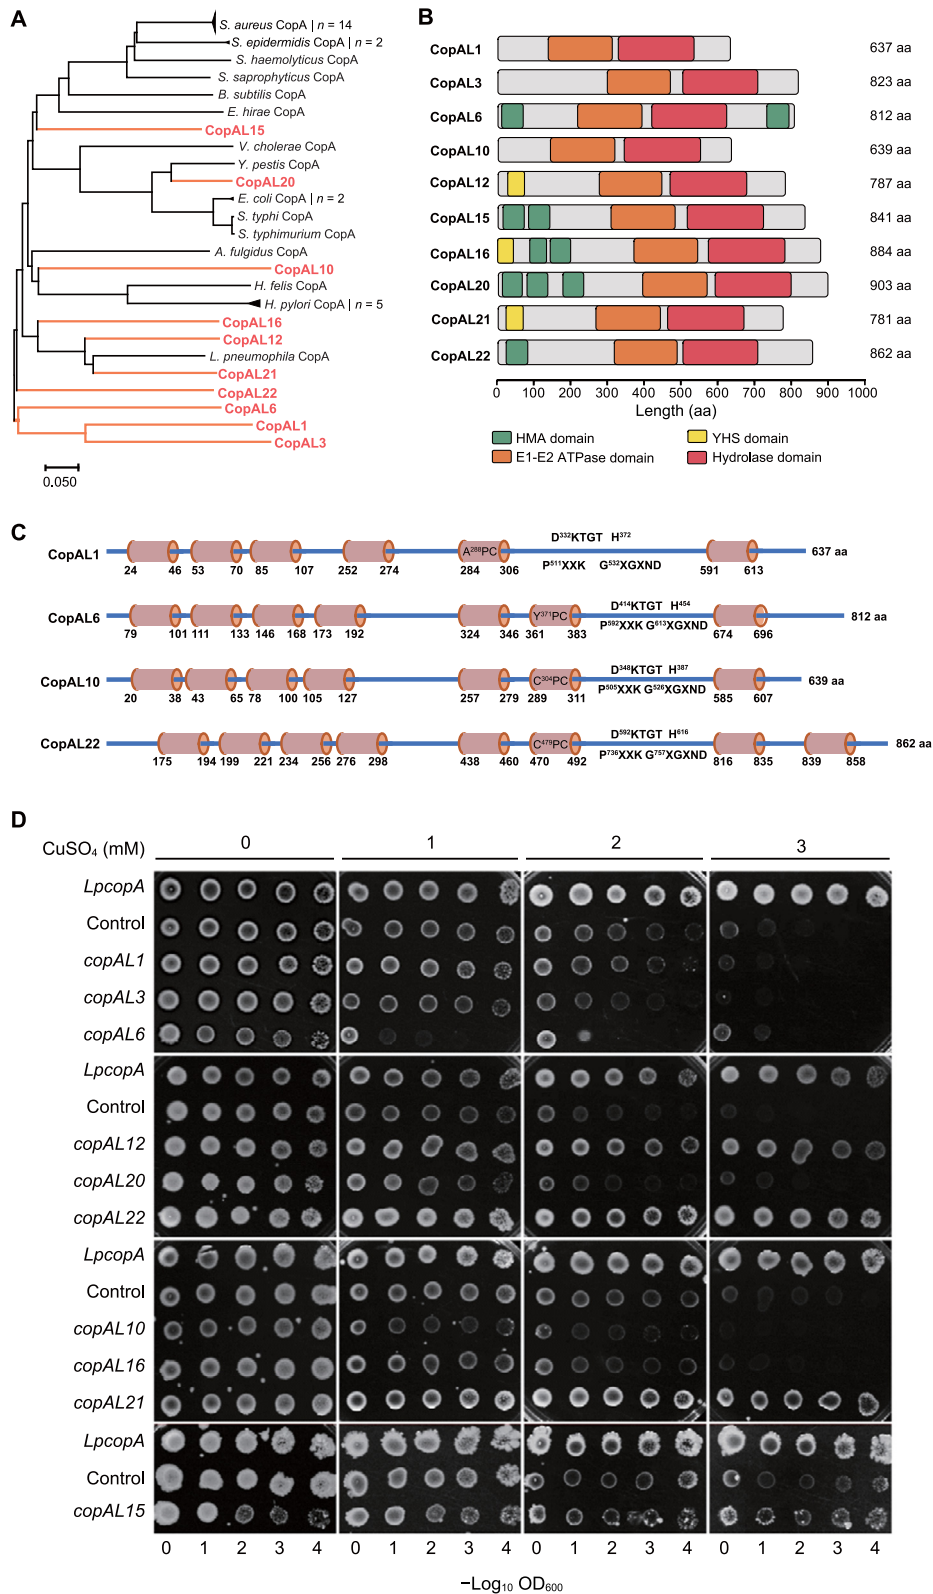 A
S. aureus CopA | n = 14
S. epidermidis CopA | n = 2
S. haemolyticus CopA
S. saprophyticus CopA
B. subtilis CopA
E. hirae CopA
CopAL15
V. cholerae CopA
Y. pestis CopA
CopAL20
E. coli CopA | n = 2
S. typhi CopA
S. typhimurium CopA
A. fulgidus CopA
CopAL10
H. felis CopA
H. pylori CopA | n = 5
CopAL16
CopAL12
L. pneumophila CopA
CopAL21
CopAL22
CopAL6
CopAL1
CopAL3
0.050
B
CopAL1 637 aa
CopAL3 823 aa
CopAL6 812 aa
CopAL10 639 aa
CopAL12 787 aa
CopAL15 841 aa
CopAL16 884 aa
CopAL20 903 aa
CopAL21 781 aa
CopAL22 862 aa
0 100 200 300 400 500 600 700 800 900 1000
Length (aa)
HMA domain YHS domain
E1-E2 ATPase domain Hydrolase domain
C
D³³²KTGT H³⁷²
CopAL1 A²⁸⁸PC 637 aa
P⁵¹¹XXK G⁵³²XGXND
24 46 53 70 85 107 252 274 284 306 591 613
D⁴¹⁴KTGT H⁴⁵⁴
CopAL6 Y³⁷¹PC 812 aa
P⁵⁹²XXK G⁶¹³XGXND
79 101 111 133 146 168 173 192 324 346 361 383 674 696
D³⁴⁸KTGT H³⁸⁷
CopAL10 C³⁰⁴PC 639 aa
P⁵⁰⁵XXK G⁵²⁶XGXND
20 38 43 65 78 100 105 127 257 279 289 311 585 607
D⁵⁹²KTGT H⁶¹⁶
CopAL22 C⁴⁷⁹PC 862 aa
P⁷³⁶XXK G⁷⁵⁷XGXND
175 194 199 221 234 256 276 298 438 460 470 492 816 835 839 858
D
CuSO₄ (mM) 0 1 2 3
LpcopA
Control
copAL1
copAL3
copAL6
LpcopA
Control
copAL12
copAL20
copAL22
LpcopA
Control
copAL10
copAL16
copAL21
LpcopA
Control
copAL15
0 1 2 3 4 0 1 2 3 4 0 1 2 3 4 0 1 2 3 4
−Log₁₀ OD₆₀₀